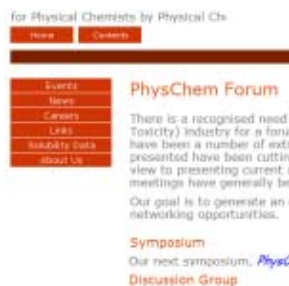 for Physical Chemists by Physical Ch
Home Contents
Events
News
Careers
Links
Solubility Data
About Us
PhysChem Forum
There is a recognised need
Toxicity) Industry for a foru
have been a number of ext
presented have been cuttin
view to presenting current
meetings have generally be
Our goal is to generate an
networking opportunities.
Symposium
Our next symposium, PhysC
Discussion Group